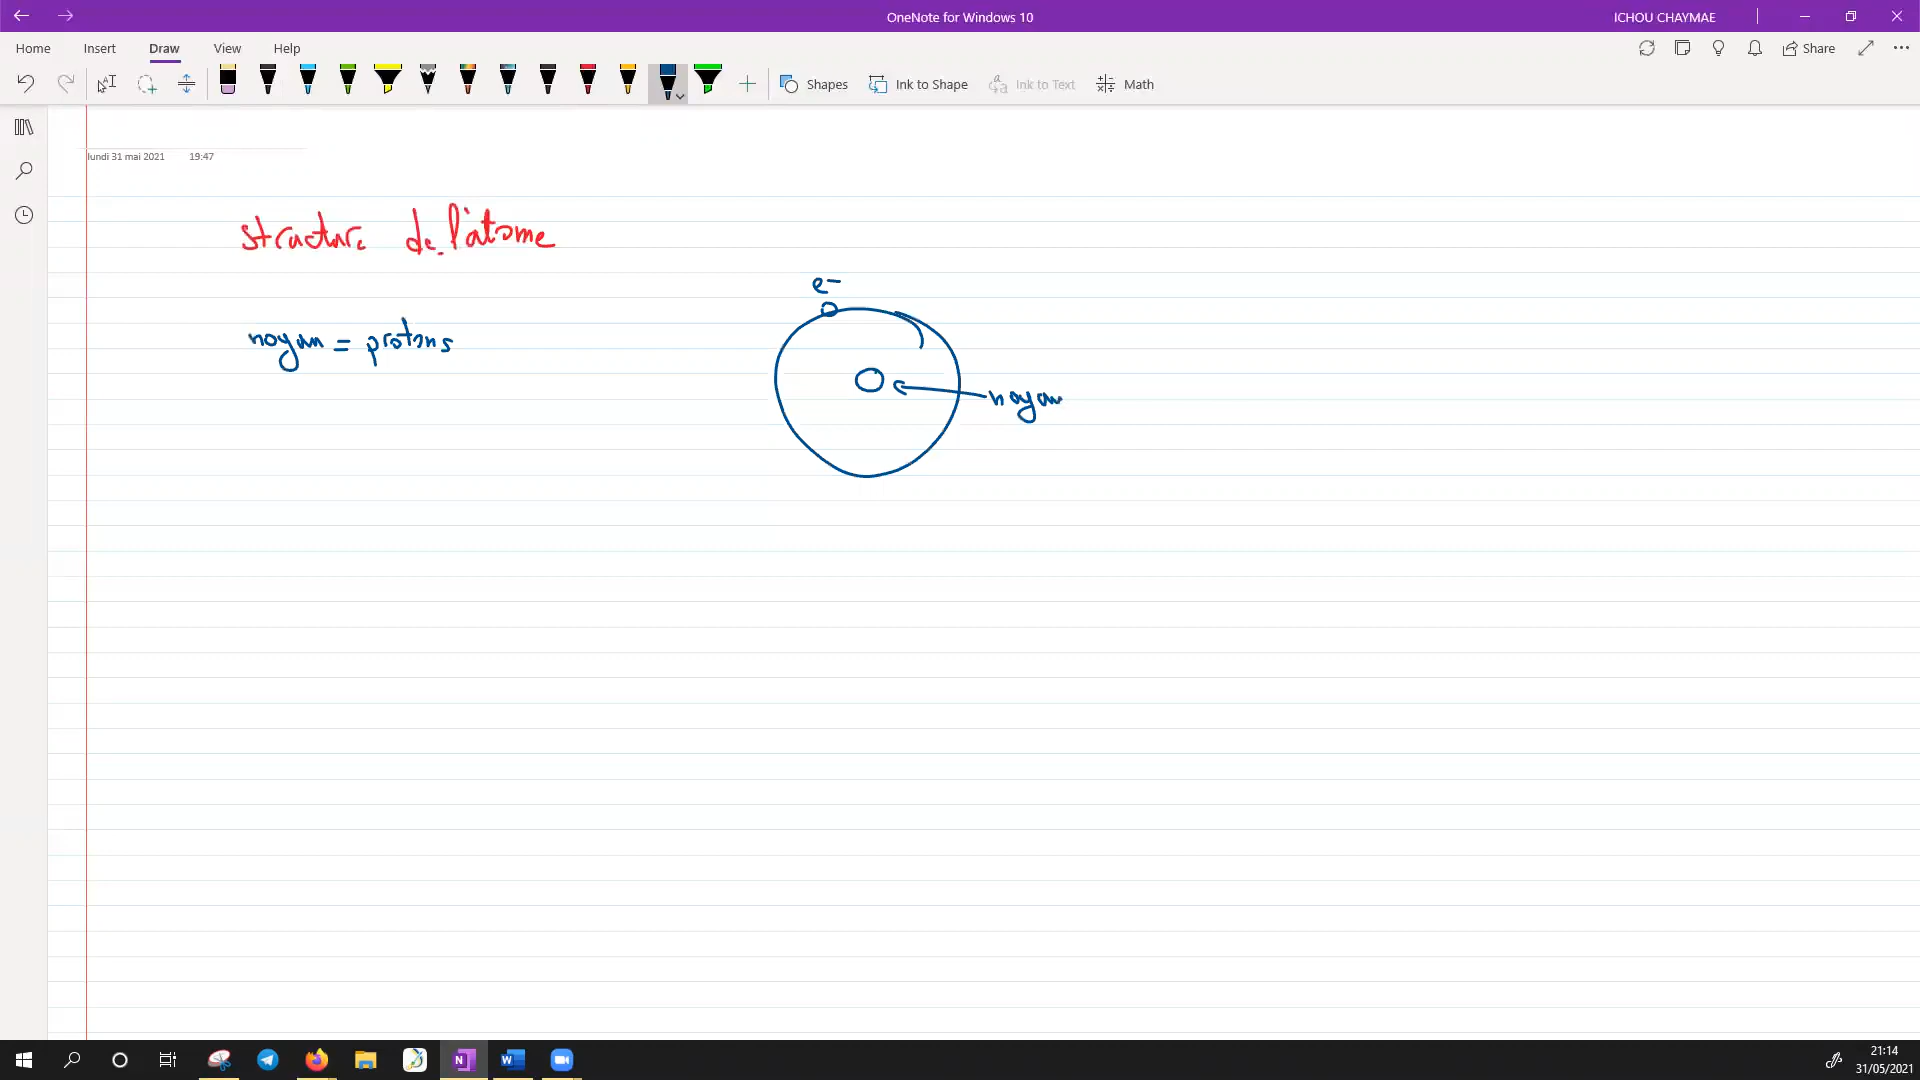 OneNote for Windows 10
ICHOU CHAYMAE
Home Insert Draw View Help
Share
Shapes Ink to Shape Ink to Text Math
lundi 31 mai 2021 19:47
structure de l'atome
e-
noyau = protons
noyau
21:14
31/05/2021